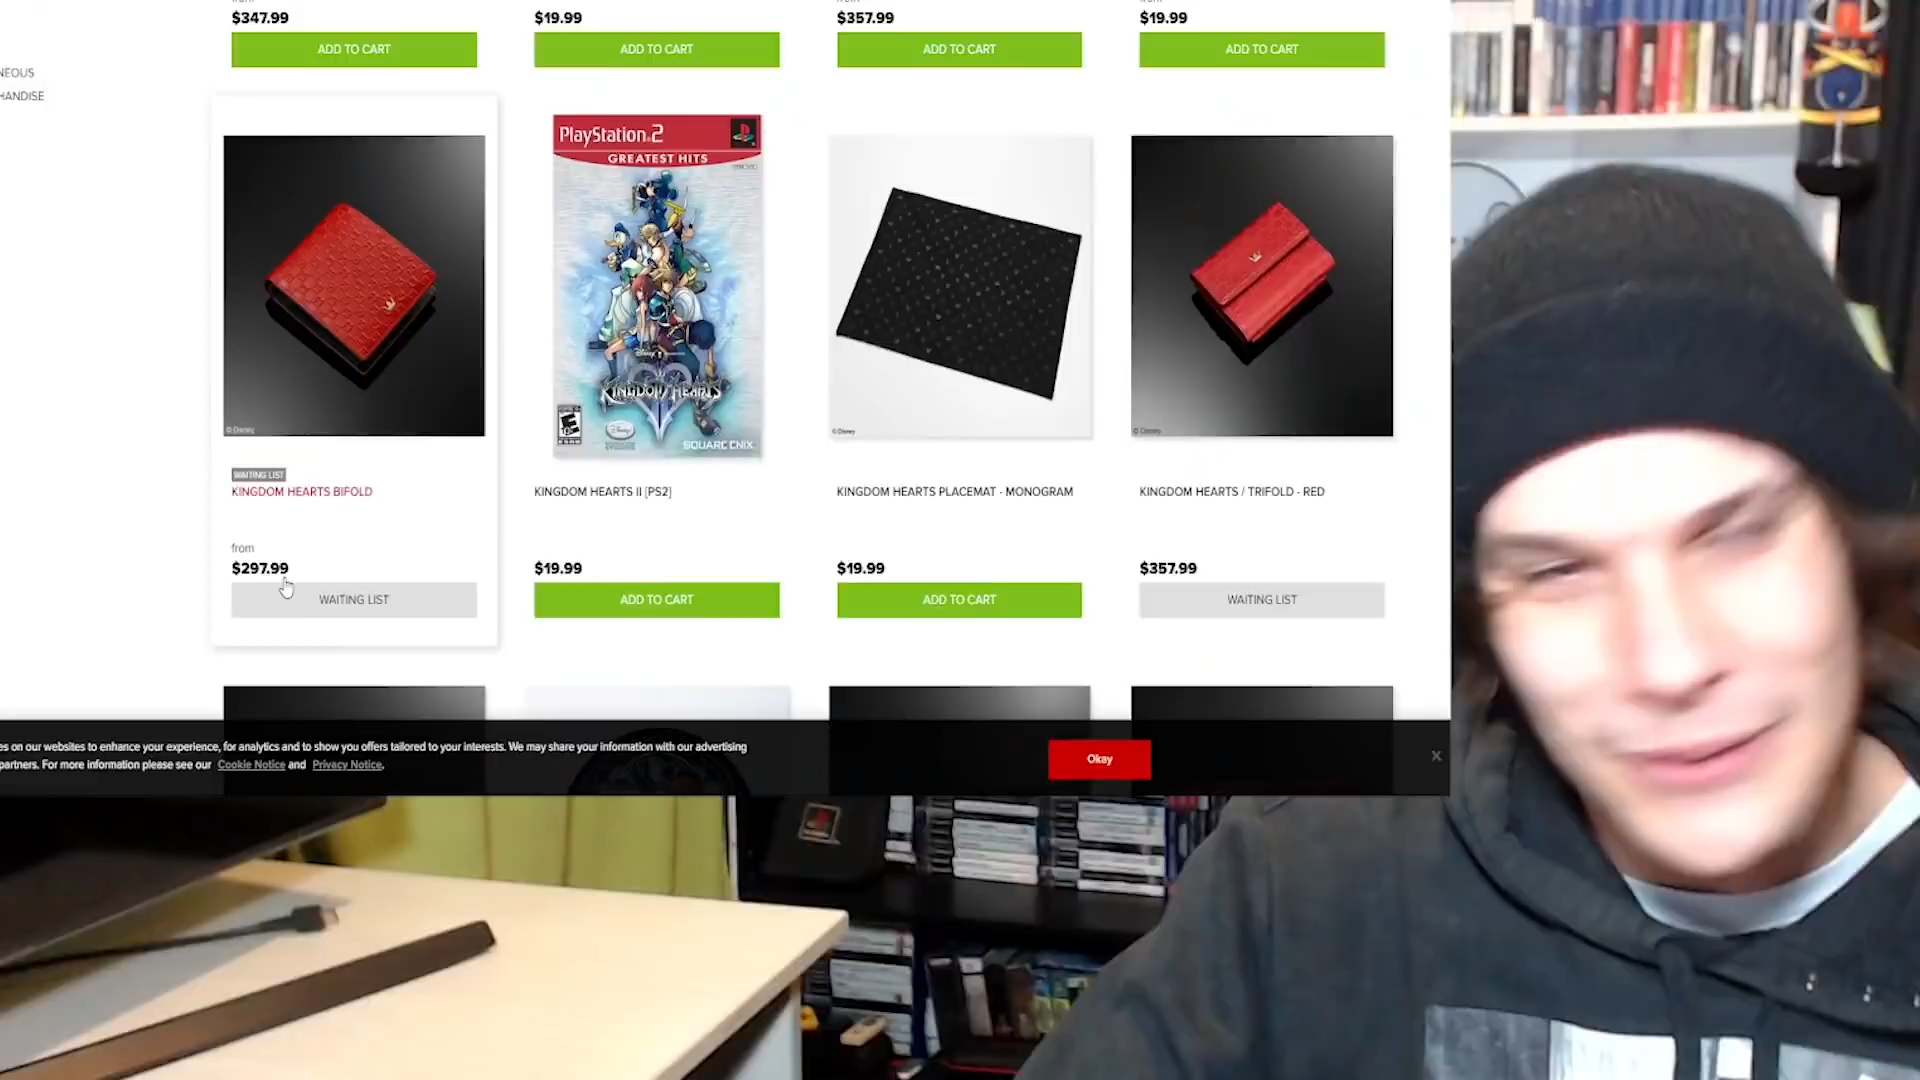 $347.99
$19.99
$357.99
$19.99
ADD TO CART
ADD TO CART
ADD TO CART
ADD TO CART
NEOUS
HANDISE
PlayStation 2
GREATEST HITS
Disney
KINGDOM HEARTS
E
Disney
SQUARE ENIX
© Disney
© Disney
© Disney
WAITING LIST
KINGDOM HEARTS BIFOLD
KINGDOM HEARTS II [PS2]
KINGDOM HEARTS PLACEMAT - MONOGRAM
KINGDOM HEARTS / TRIFOLD - RED
from
$297.99
$19.99
$19.99
$357.99
WAITING LIST
ADD TO CART
ADD TO CART
WAITING LIST
es on our websites to enhance your experience, for analytics and to show you offers tailored to your interests. We may share your information with our advertising
partners. For more information please see our Cookie Notice and Privacy Notice.
Okay
X